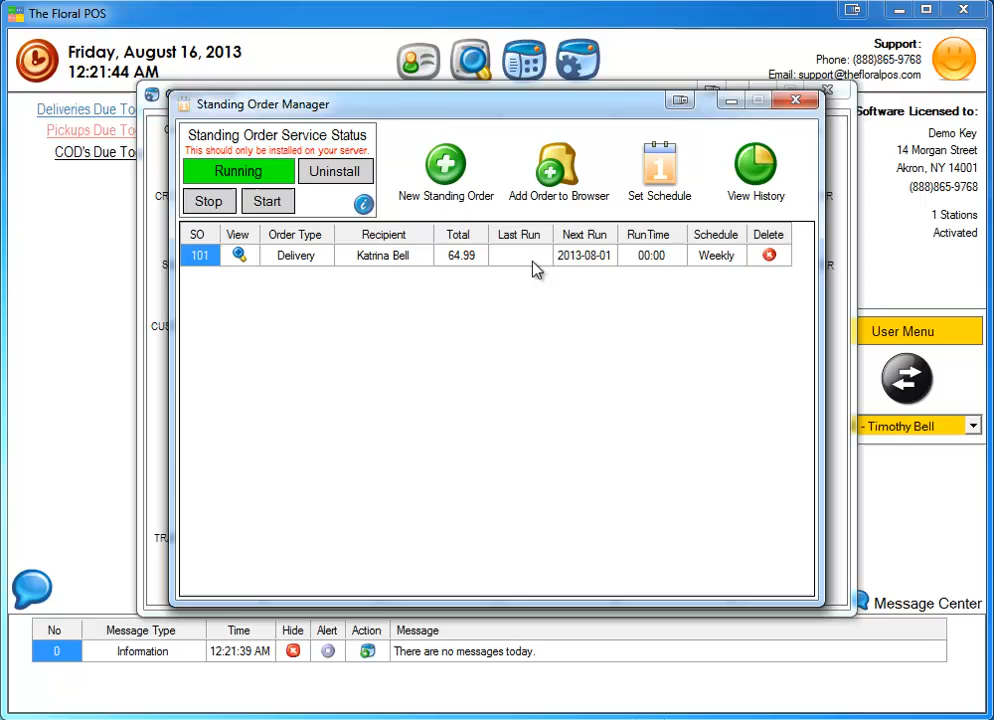 The Floral POS
Friday, August 16, 2013
12:21:44 AM
Support:
Phone: (888)865-9768
Email: support@thefloralpos.com
Deliveries Due To
Pickups Due To
COD's Due To
Software Licensed to:
Demo Key
14 Morgan Street
Akron, NY 14001
(888)865-9768
1 Stations
Activated
Standing Order Manager
Standing Order Service Status
This should only be installed on your server.
Running Uninstall
Stop Start
New Standing Order Add Order to Browser Set Schedule View History
SO View Order Type Recipient Total Last Run Next Run RunTime Schedule Delete
101 Delivery Katrina Bell 64.99 2013-08-01 00:00 Weekly
CUS
User Menu
- Timothy Bell
Message Center
No Message Type Time Hide Alert Action Message
0 Information 12:21:39 AM There are no messages today.